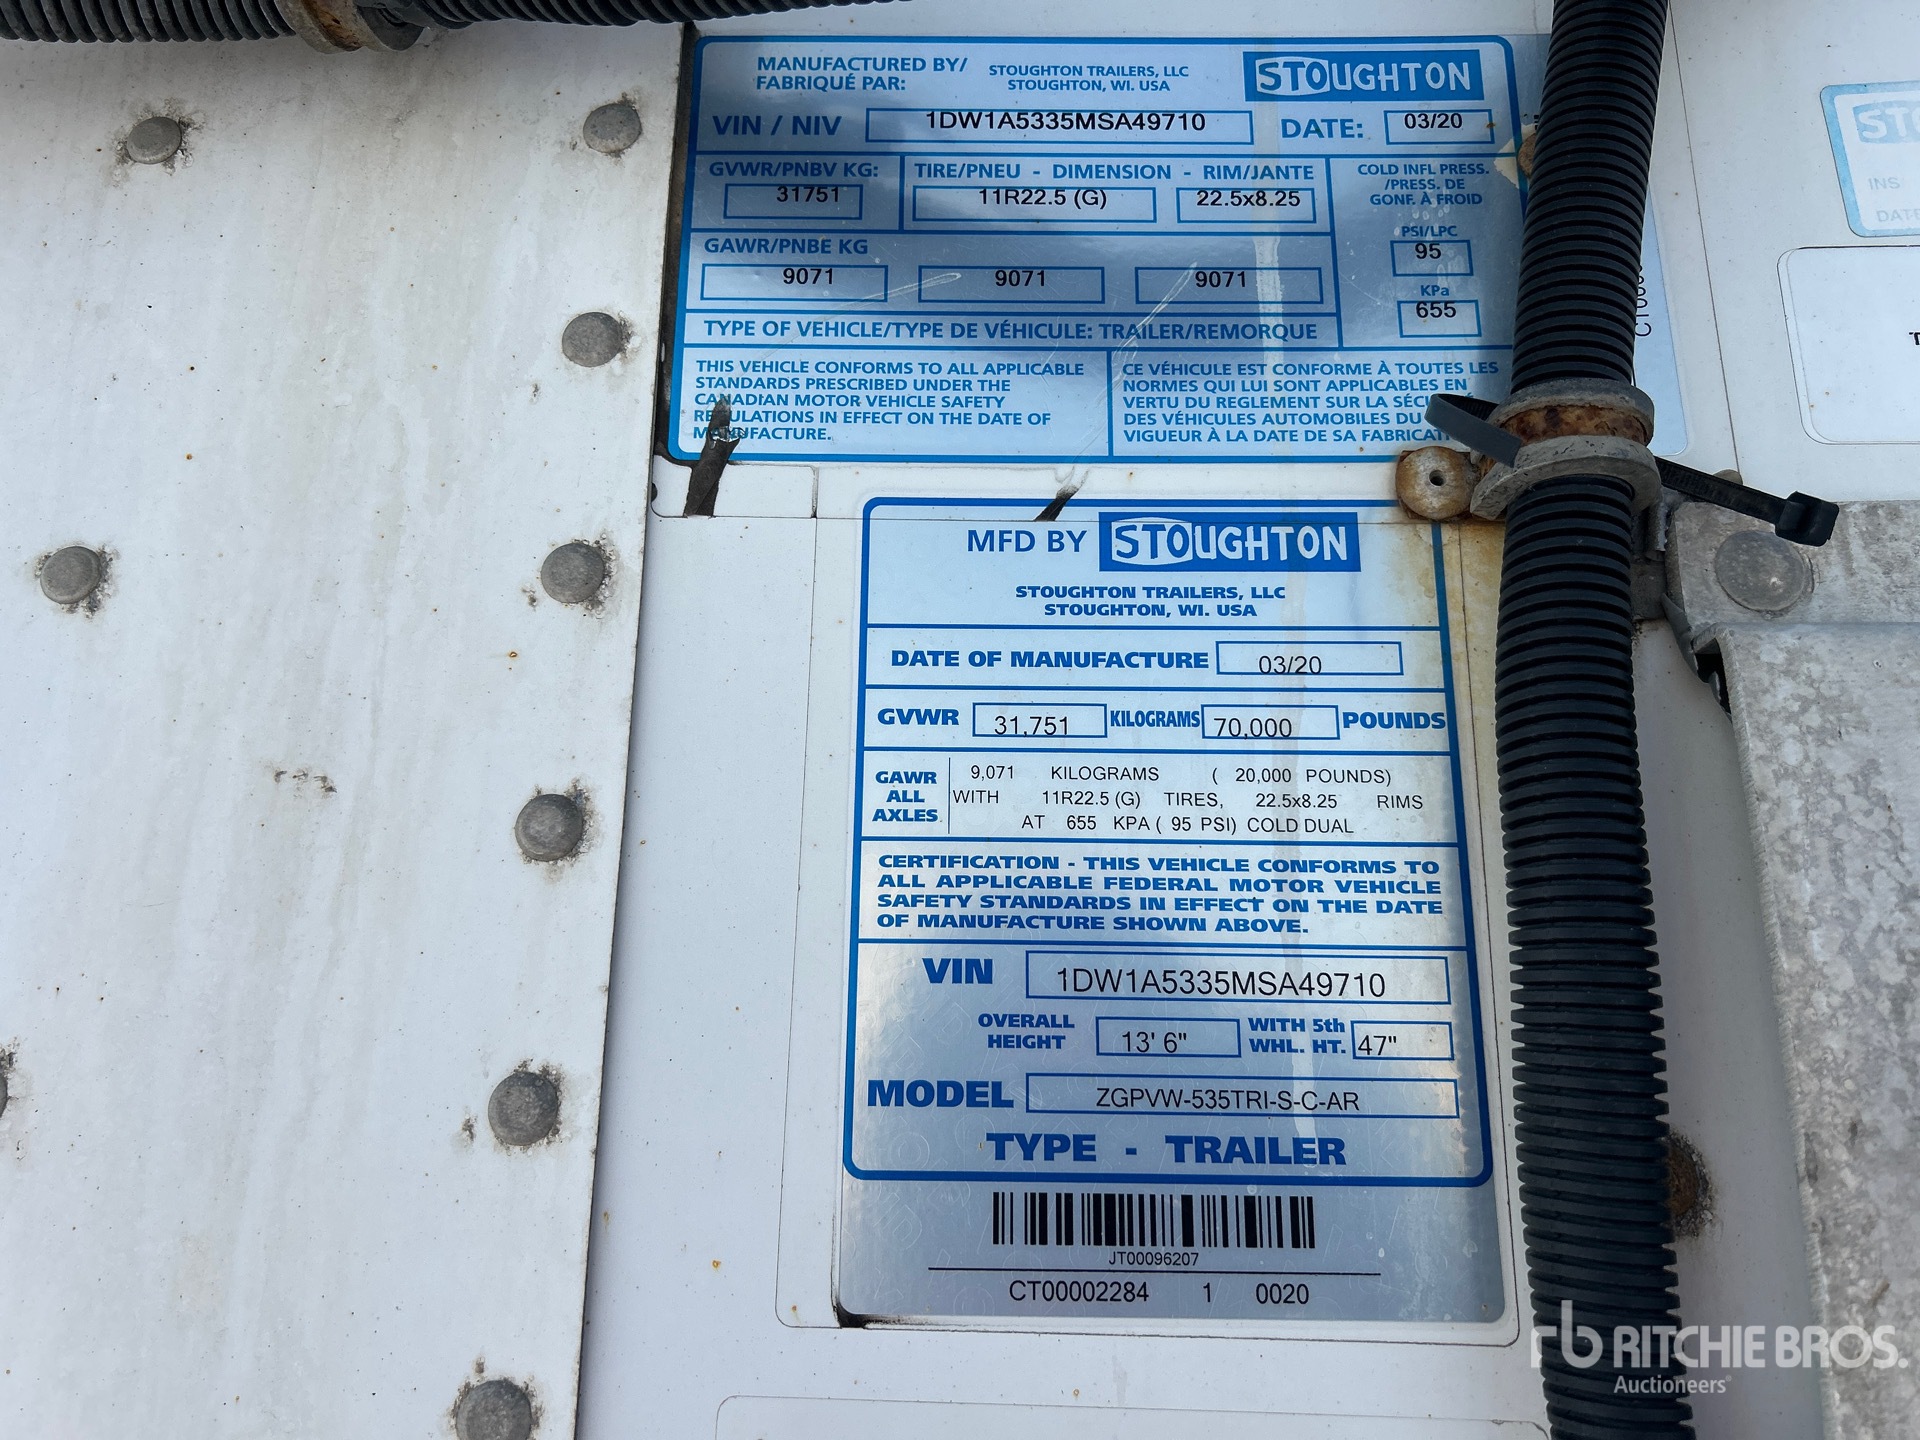 MANUFACTURED BY/
FABRIQUÉ PAR:
STOUGHTON TRAILERS, LLC
STOUGHTON, WI. USA
STOUGHTON
VIN / NIV 1DW1A5335MSA49710 DATE: 03/20
GVWR/PNBV KG: 31751
TIRE/PNEU - DIMENSION - RIM/JANTE
11R22.5 (G) 22.5x8.25
COLD INFL PRESS.
/PRESS. DE
GONF. À FROID
PSI/LPC
95
KPa
655
GAWR/PNBE KG
9071 9071 9071
TYPE OF VEHICLE/TYPE DE VÉHICULE: TRAILER/REMORQUE
THIS VEHICLE CONFORMS TO ALL APPLICABLE
STANDARDS PRESCRIBED UNDER THE
CANADIAN MOTOR VEHICLE SAFETY
REGULATIONS IN EFFECT ON THE DATE OF
MANUFACTURE.
CE VÉHICULE EST CONFORME À TOUTES LES
NORMES QUI LUI SONT APPLICABLES EN
VERTU DU REGLEMENT SUR LA
DES VÉHICULES AUTOMOBILES DU
VIGUEUR À LA DATE DE SA
MFD BY STOUGHTON
STOUGHTON TRAILERS, LLC
STOUGHTON, WI. USA
DATE OF MANUFACTURE 03/20
GVWR 31,751 KILOGRAMS 70,000 POUNDS
GAWR
ALL
AXLES
9,071 KILOGRAMS ( 20,000 POUNDS)
WITH 11R22.5 (G) TIRES, 22.5x8.25 RIMS
AT 655 KPA ( 95 PSI) COLD DUAL
CERTIFICATION - THIS VEHICLE CONFORMS TO
ALL APPLICABLE FEDERAL MOTOR VEHICLE
SAFETY STANDARDS IN EFFECT ON THE DATE
OF MANUFACTURE SHOWN ABOVE.
VIN 1DW1A5335MSA49710
OVERALL
HEIGHT 13' 6"
WITH 5th
WHL. HT. 47"
MODEL ZGPVW-535TRI-S-C-AR
TYPE - TRAILER
JT00096207
CT00002284 1 0020
INS
rb RITCHIE BROS.
Auctioneers